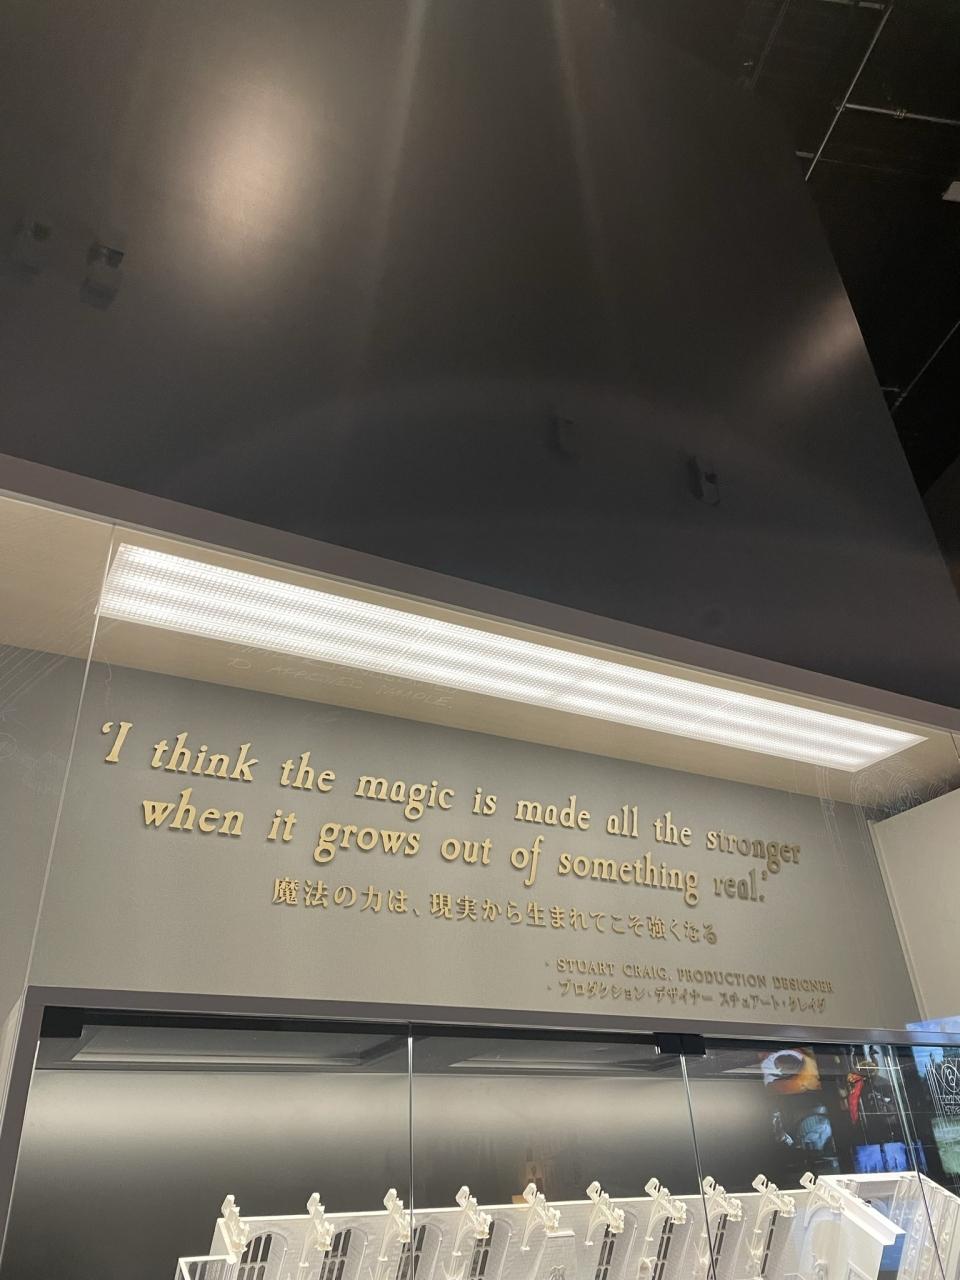 'I think the magic is made all the stronger
when it grows out of something real.'
魔法の力は、現実から生まれてこそ強くなる
- STUART CRAIG, PRODUCTION DESIGNER
- プロダクション・デザイナー スチュアート・クレイグ